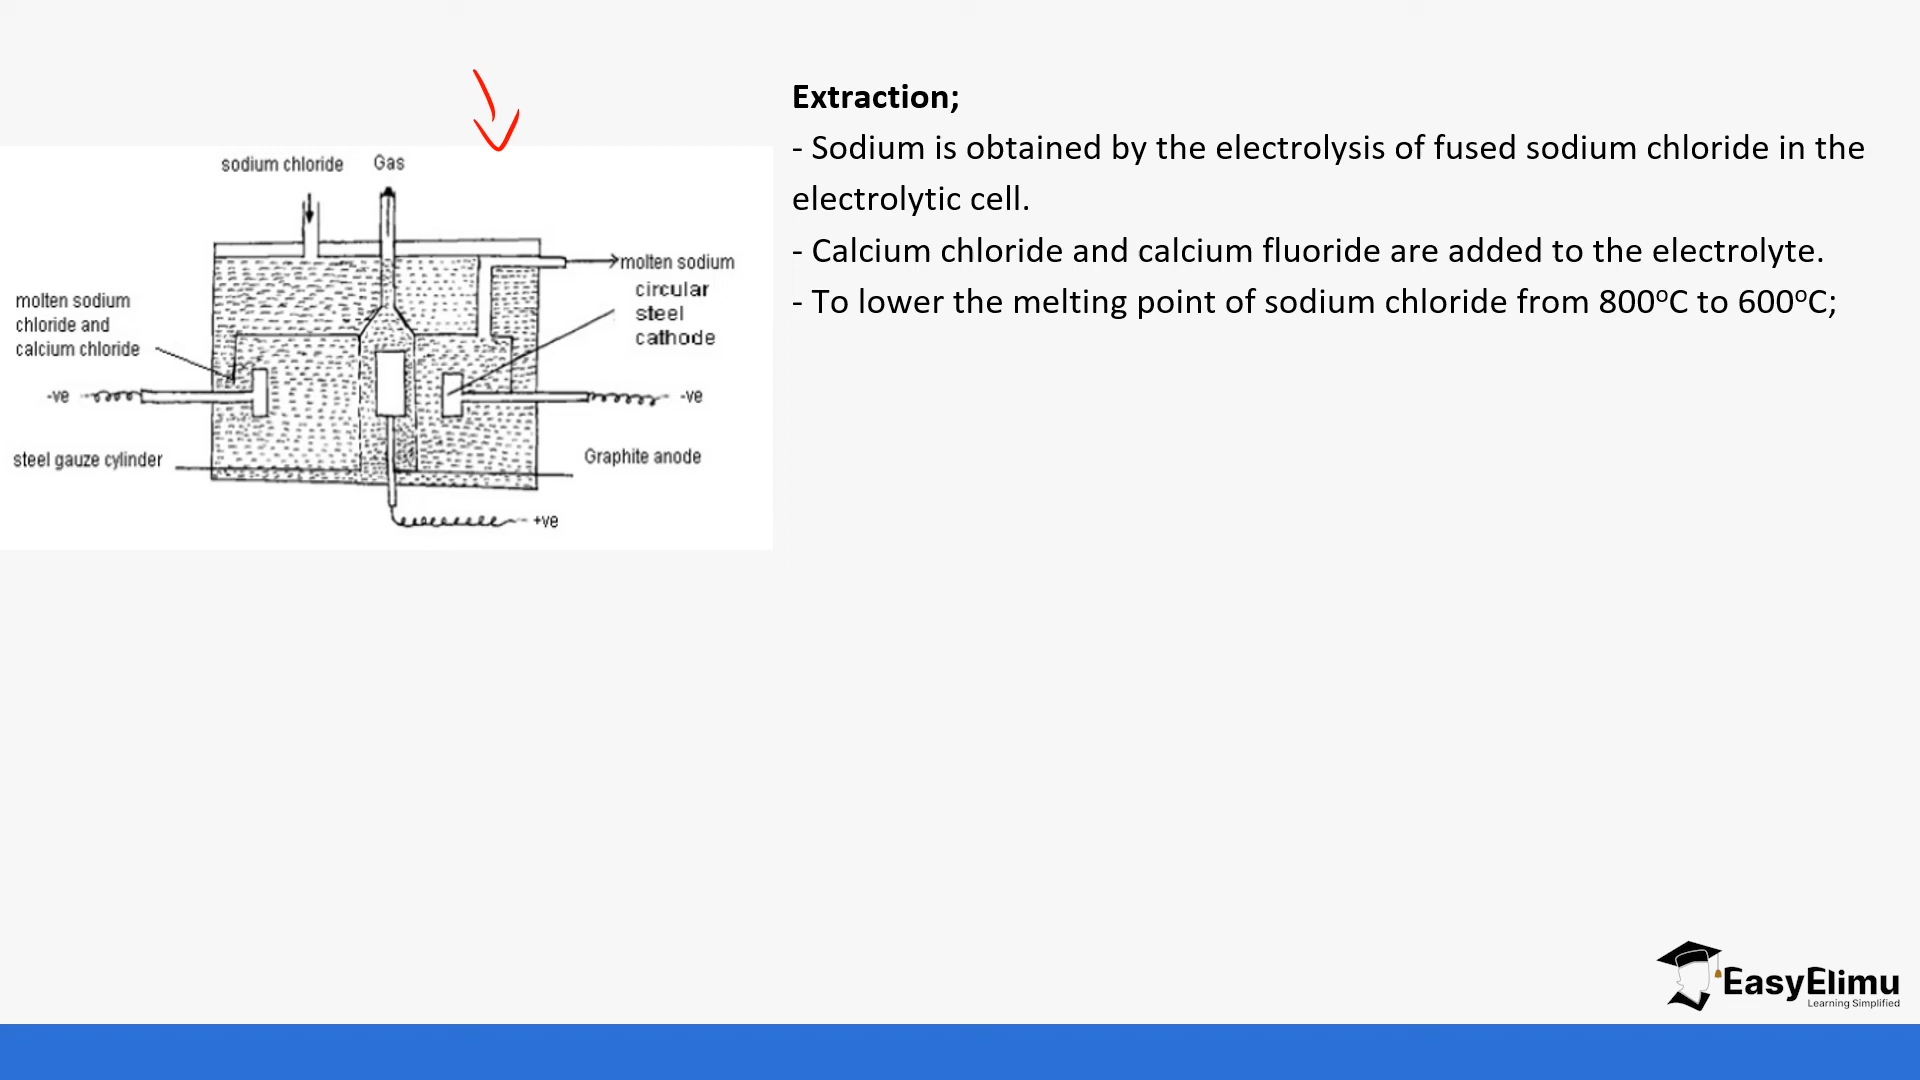 sodium chloride
Gas
molten sodium
circular
steel
cathode
molten sodium
chloride and
calcium chloride
-ve
-ve
steel gauze cylinder
Graphite anode
+ve
Extraction;
- Sodium is obtained by the electrolysis of fused sodium chloride in the
electrolytic cell.
- Calcium chloride and calcium fluoride are added to the electrolyte.
- To lower the melting point of sodium chloride from 800ºC to 600ºC;
EasyElimu
Learning Simplified